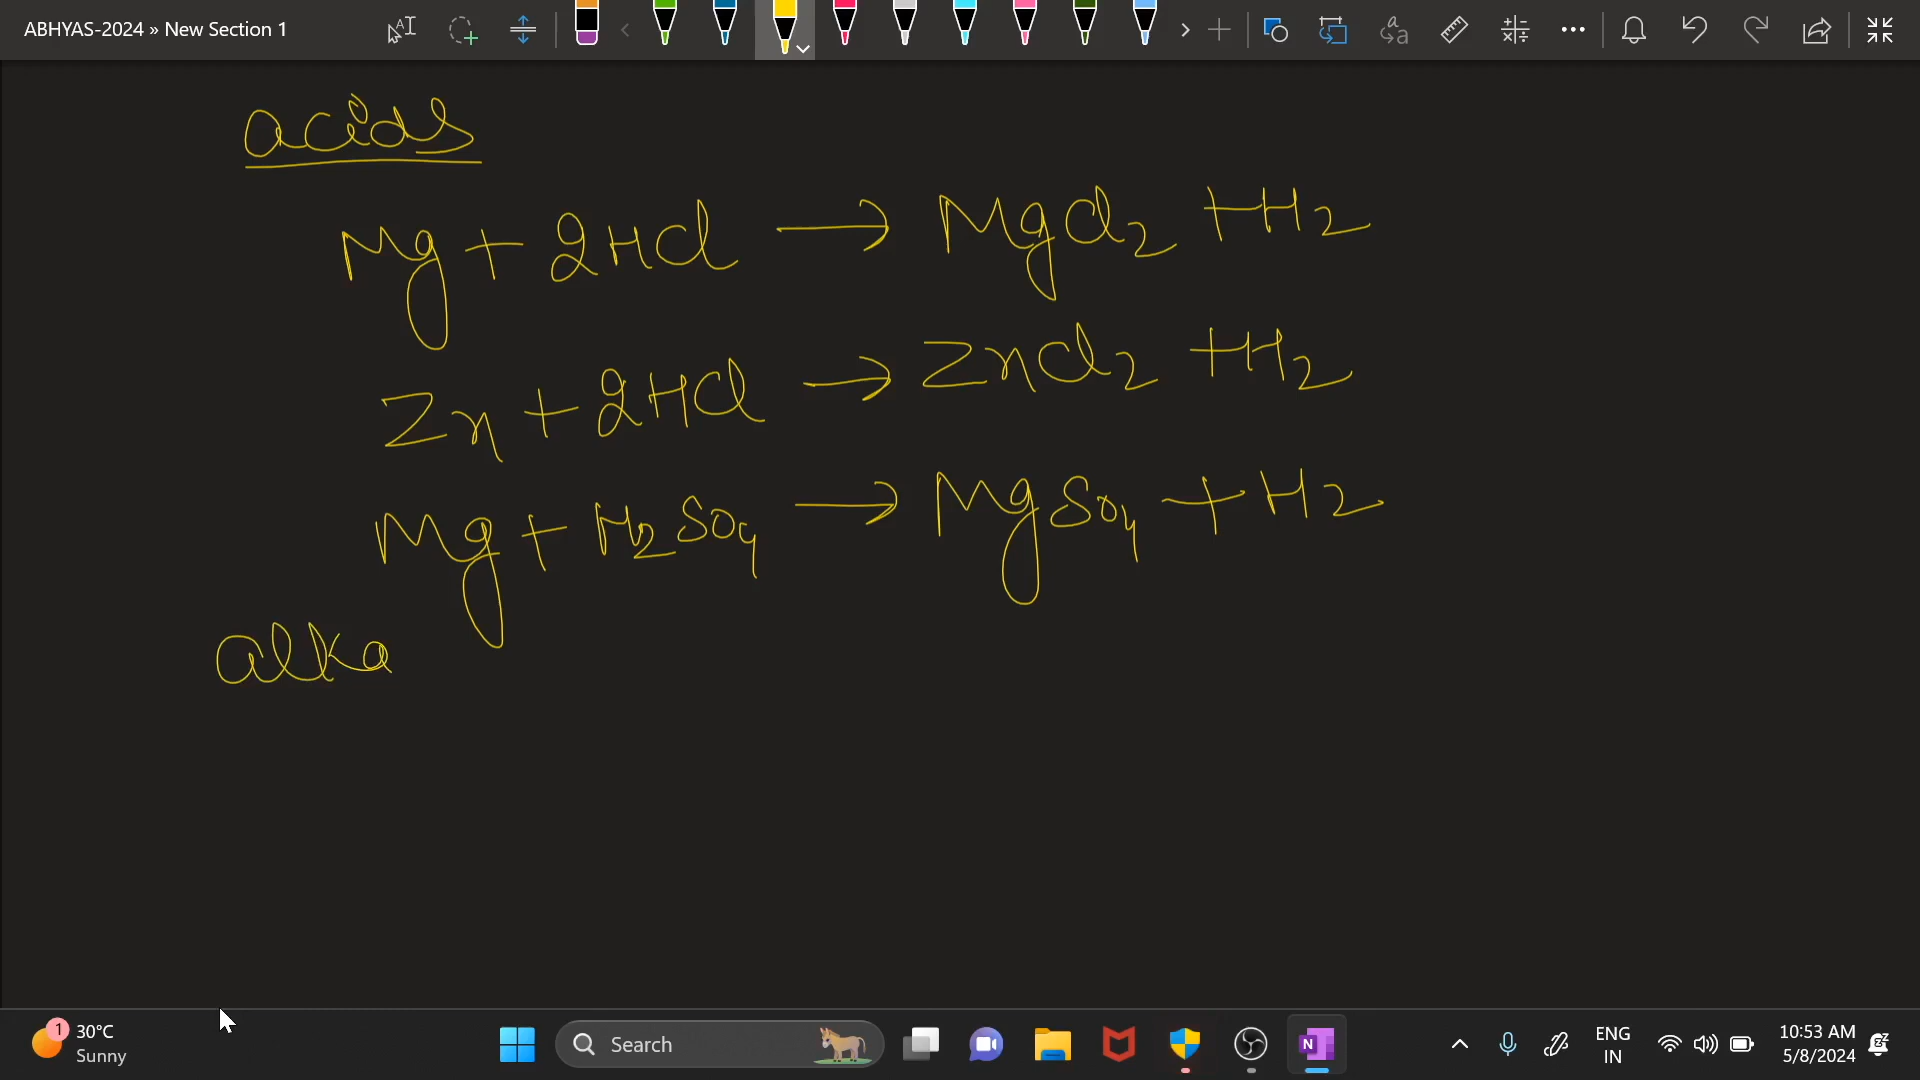 ABHYAS-2024 » New Section 1
acids
Mg + 2HCl → MgCl₂ + H₂
Zn + 2HCl → ZnCl₂ + H₂
Mg + H₂SO₄ → MgSO₄ + H₂
alka
1
30°C
Sunny
Search
ENG
IN
10:53 AM
5/8/2024